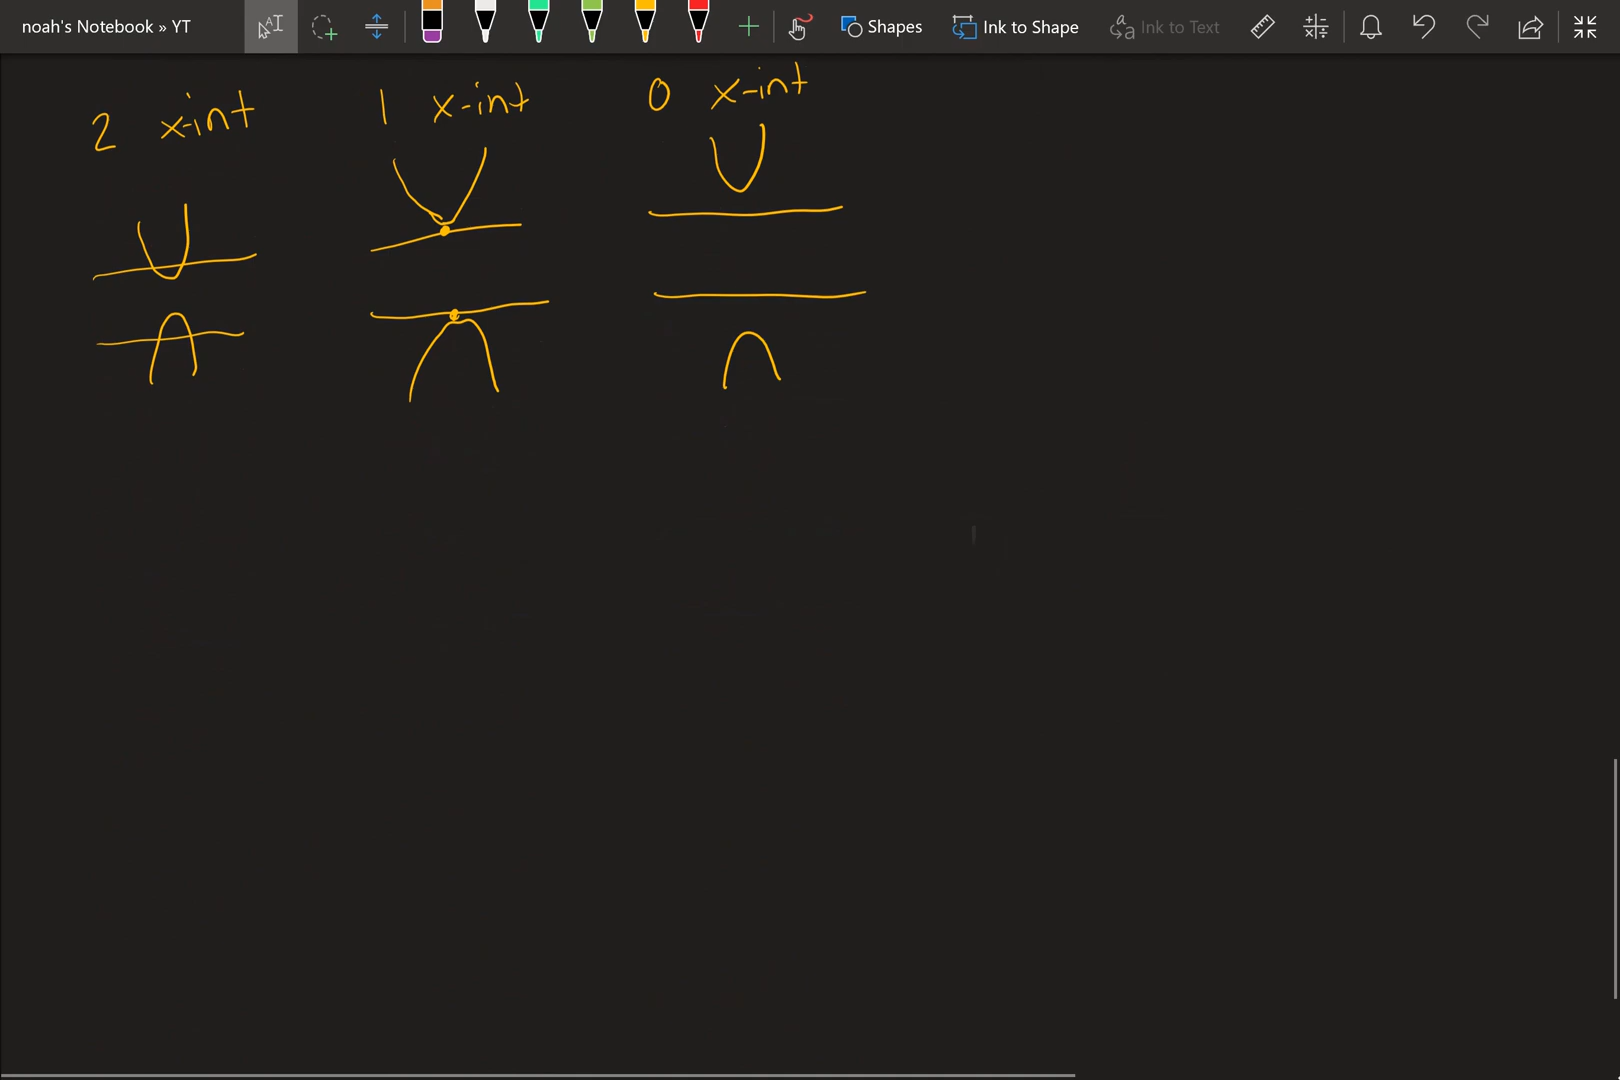 noah's Notebook » YT
Shapes
Ink to Shape
Ink to Text
2 x-int
1 x-int
0 x-int